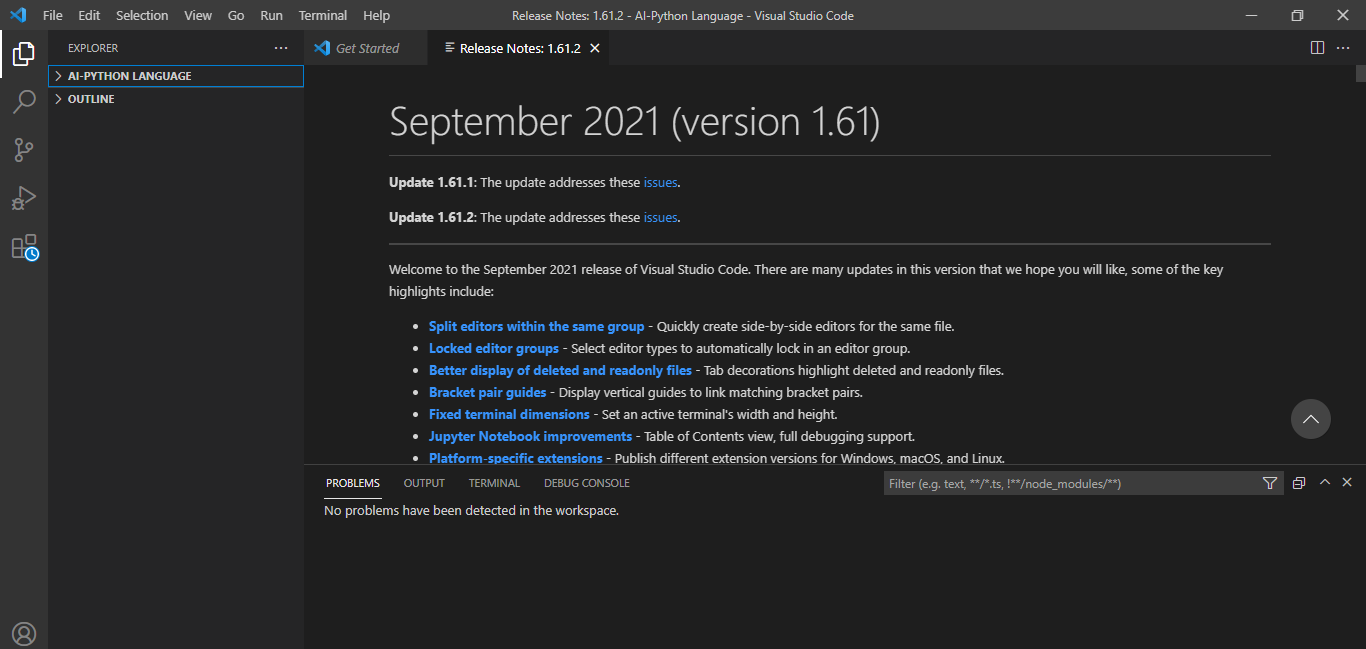 File Edit Selection View Go Run Terminal Help
Release Notes: 1.61.2 - AI-Python Language - Visual Studio Code
EXPLORER
AI-PYTHON LANGUAGE
OUTLINE
Get Started
Release Notes: 1.61.2
September 2021 (version 1.61)
Update 1.61.1: The update addresses these issues.
Update 1.61.2: The update addresses these issues.
Welcome to the September 2021 release of Visual Studio Code. There are many updates in this version that we hope you will like, some of the key
highlights include:
Split editors within the same group - Quickly create side-by-side editors for the same file.
Locked editor groups - Select editor types to automatically lock in an editor group.
Better display of deleted and readonly files - Tab decorations highlight deleted and readonly files.
Bracket pair guides - Display vertical guides to link matching bracket pairs.
Fixed terminal dimensions - Set an active terminal's width and height.
Jupyter Notebook improvements - Table of Contents view, full debugging support.
Platform-specific extensions - Publish different extension versions for Windows, macOS, and Linux.
PROBLEMS OUTPUT TERMINAL DEBUG CONSOLE
Filter (e.g. text, **/*.ts, !**/node_modules/**)
No problems have been detected in the workspace.